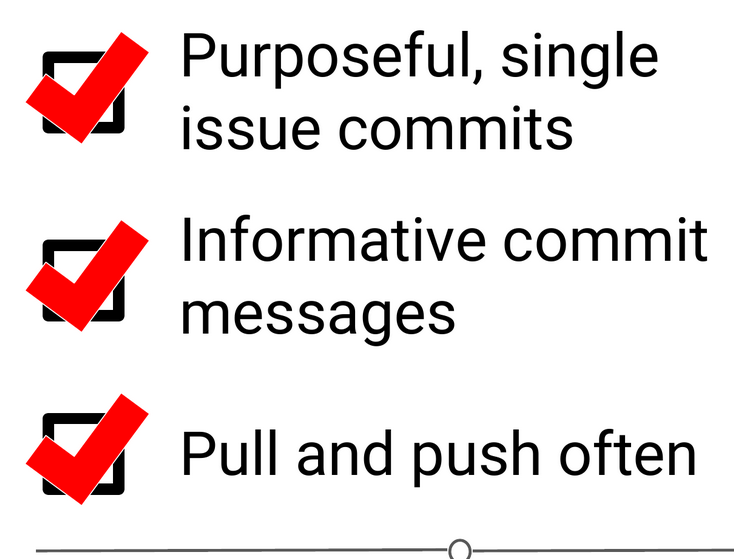 Purposeful, single
issue commits
Informative commit
messages
Pull and push often